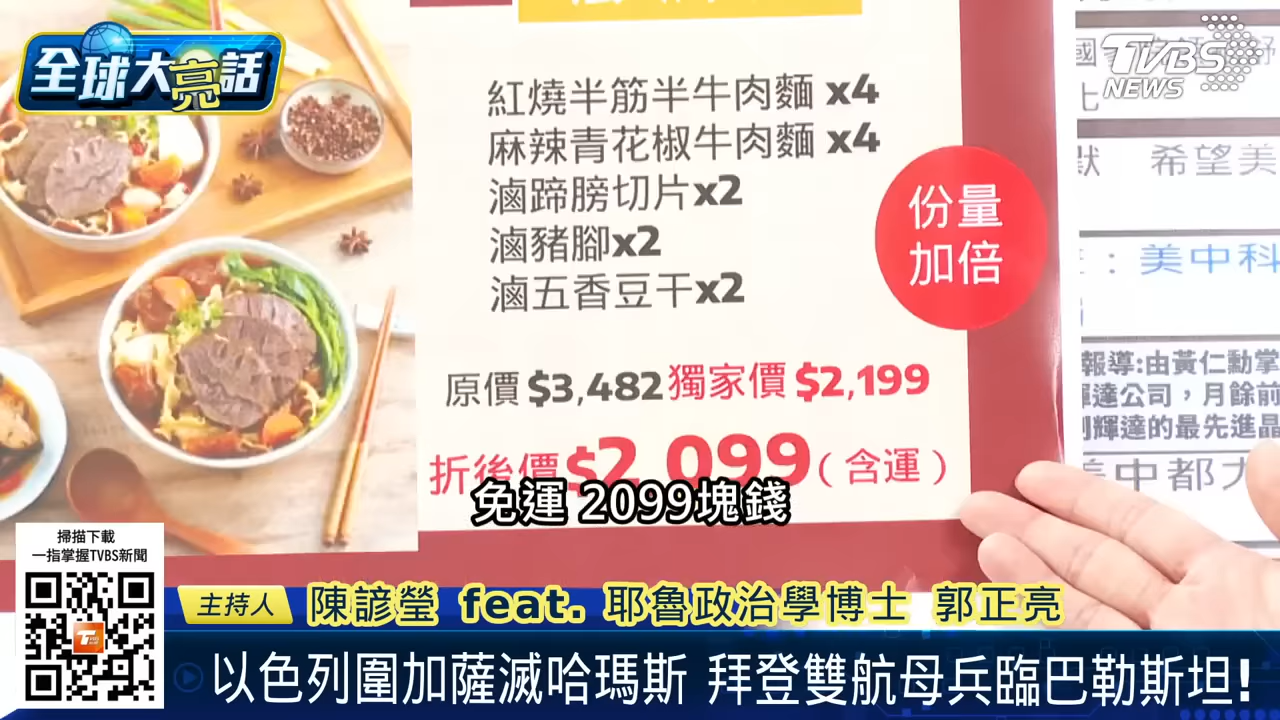 全球大亮話
TVBS
NEWS
紅燒半筋半牛肉麵 x4
麻辣青花椒牛肉麵 x4
滷蹄膀切片x2
滷豬腳x2
滷五香豆干x2
份量
加倍
原價 $3,482 獨家價 $2,199
折後價 $2,099 (含運)
希望美
：美中科
報導:由黃仁勳掌
輝達公司，月餘前
輝達的最先進晶
美中都大
免運 2099塊錢
掃描下載
一指掌握TVBS新聞
主持人 陳諺瑩 feat. 耶魯政治學博士 郭正亮
以色列圍加薩滅哈瑪斯 拜登雙航母兵臨巴勒斯坦!